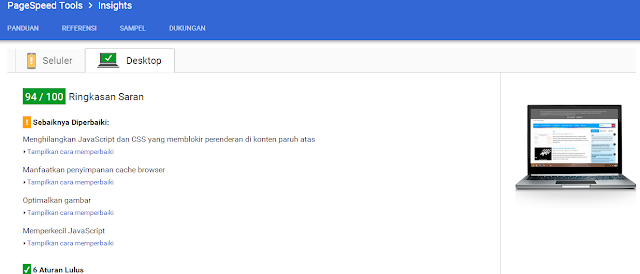 PageSpeed Tools > Insights
PANDUAN REFERENSI SAMPEL DUKUNGAN
Seluler Desktop
94 / 100 Ringkasan Saran
Sebaiknya Diperbaiki:
Menghilangkan JavaScript dan CSS yang memblokir perenderan di konten paruh atas
Tampilkan cara memperbaiki
Manfaatkan penyimpanan cache browser
Tampilkan cara memperbaiki
Optimalkan gambar
Tampilkan cara memperbaiki
Memperkecil JavaScript
Tampilkan cara memperbaiki
6 Aturan Lulus